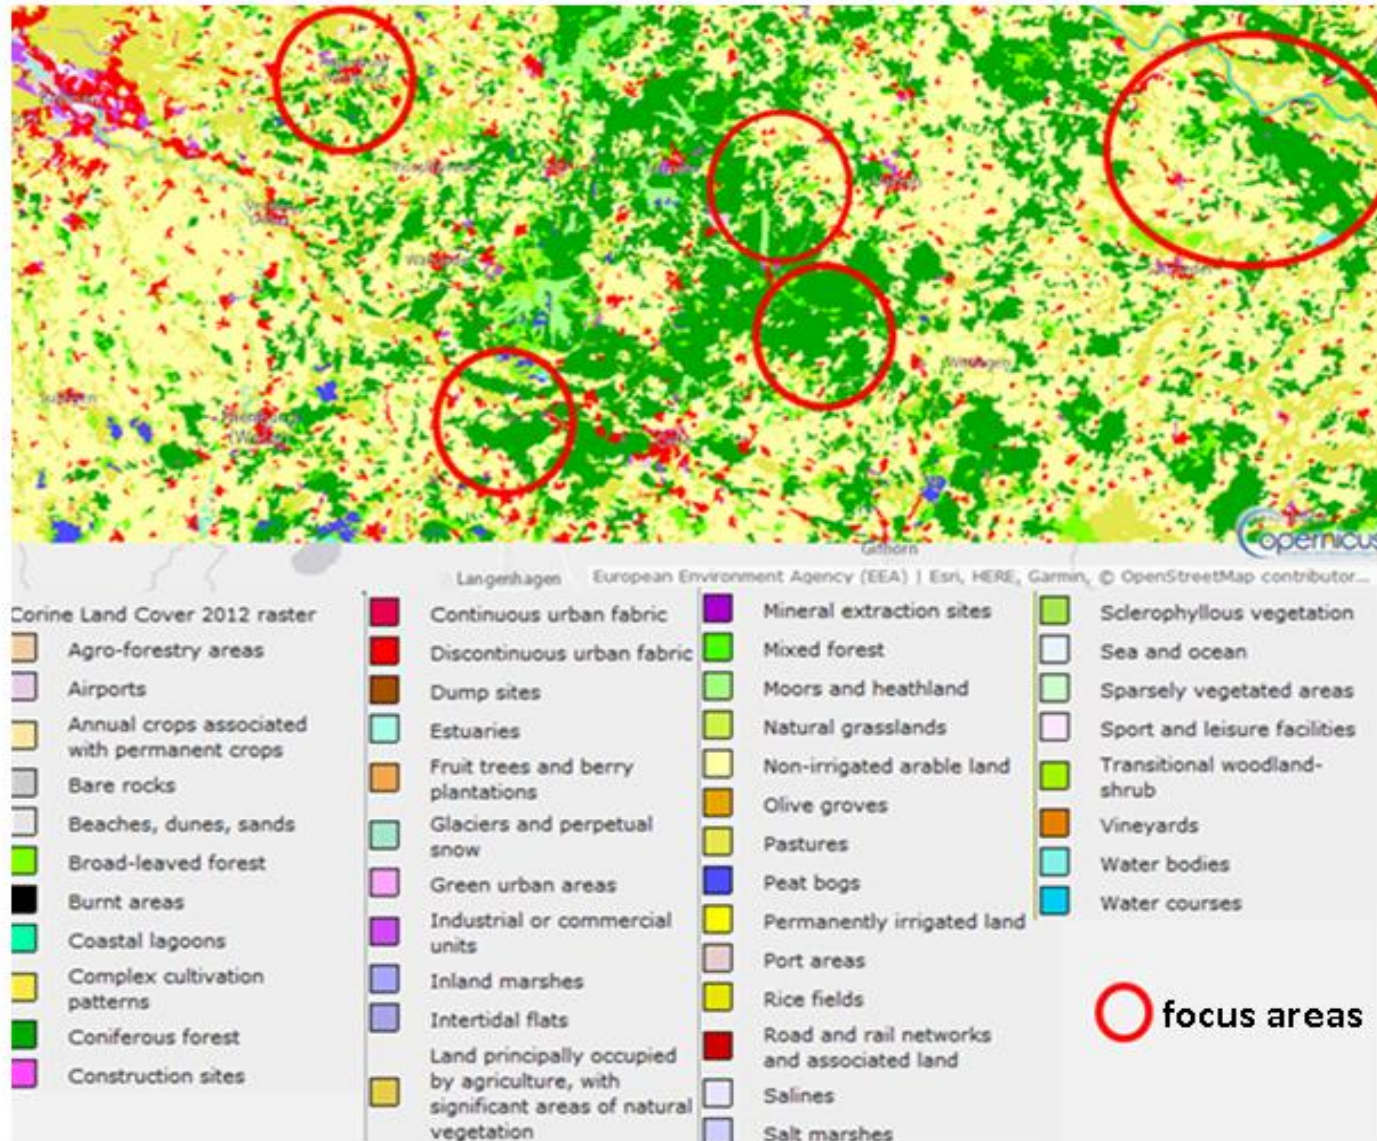 Gifhorn
Langenhagen
European Environment Agency (EEA) | Esri, HERE, Garmin, © OpenStreetMap contributor...
opernicus
Corine Land Cover 2012 raster
Agro-forestry areas
Airports
Annual crops associated
with permanent crops
Bare rocks
Beaches, dunes, sands
Broad-leaved forest
Burnt areas
Coastal lagoons
Complex cultivation
patterns
Coniferous forest
Construction sites
Continuous urban fabric
Discontinuous urban fabric
Dump sites
Estuaries
Fruit trees and berry
plantations
Glaciers and perpetual
snow
Green urban areas
Industrial or commercial
units
Inland marshes
Intertidal flats
Land principally occupied
by agriculture, with
significant areas of natural
vegetation
Mineral extraction sites
Mixed forest
Moors and heathland
Natural grasslands
Non-irrigated arable land
Olive groves
Pastures
Peat bogs
Permanently irrigated land
Port areas
Rice fields
Road and rail networks
and associated land
Salines
Salt marshes
Sclerophyllous vegetation
Sea and ocean
Sparsely vegetated areas
Sport and leisure facilities
Transitional woodland-
shrub
Vineyards
Water bodies
Water courses
focus areas